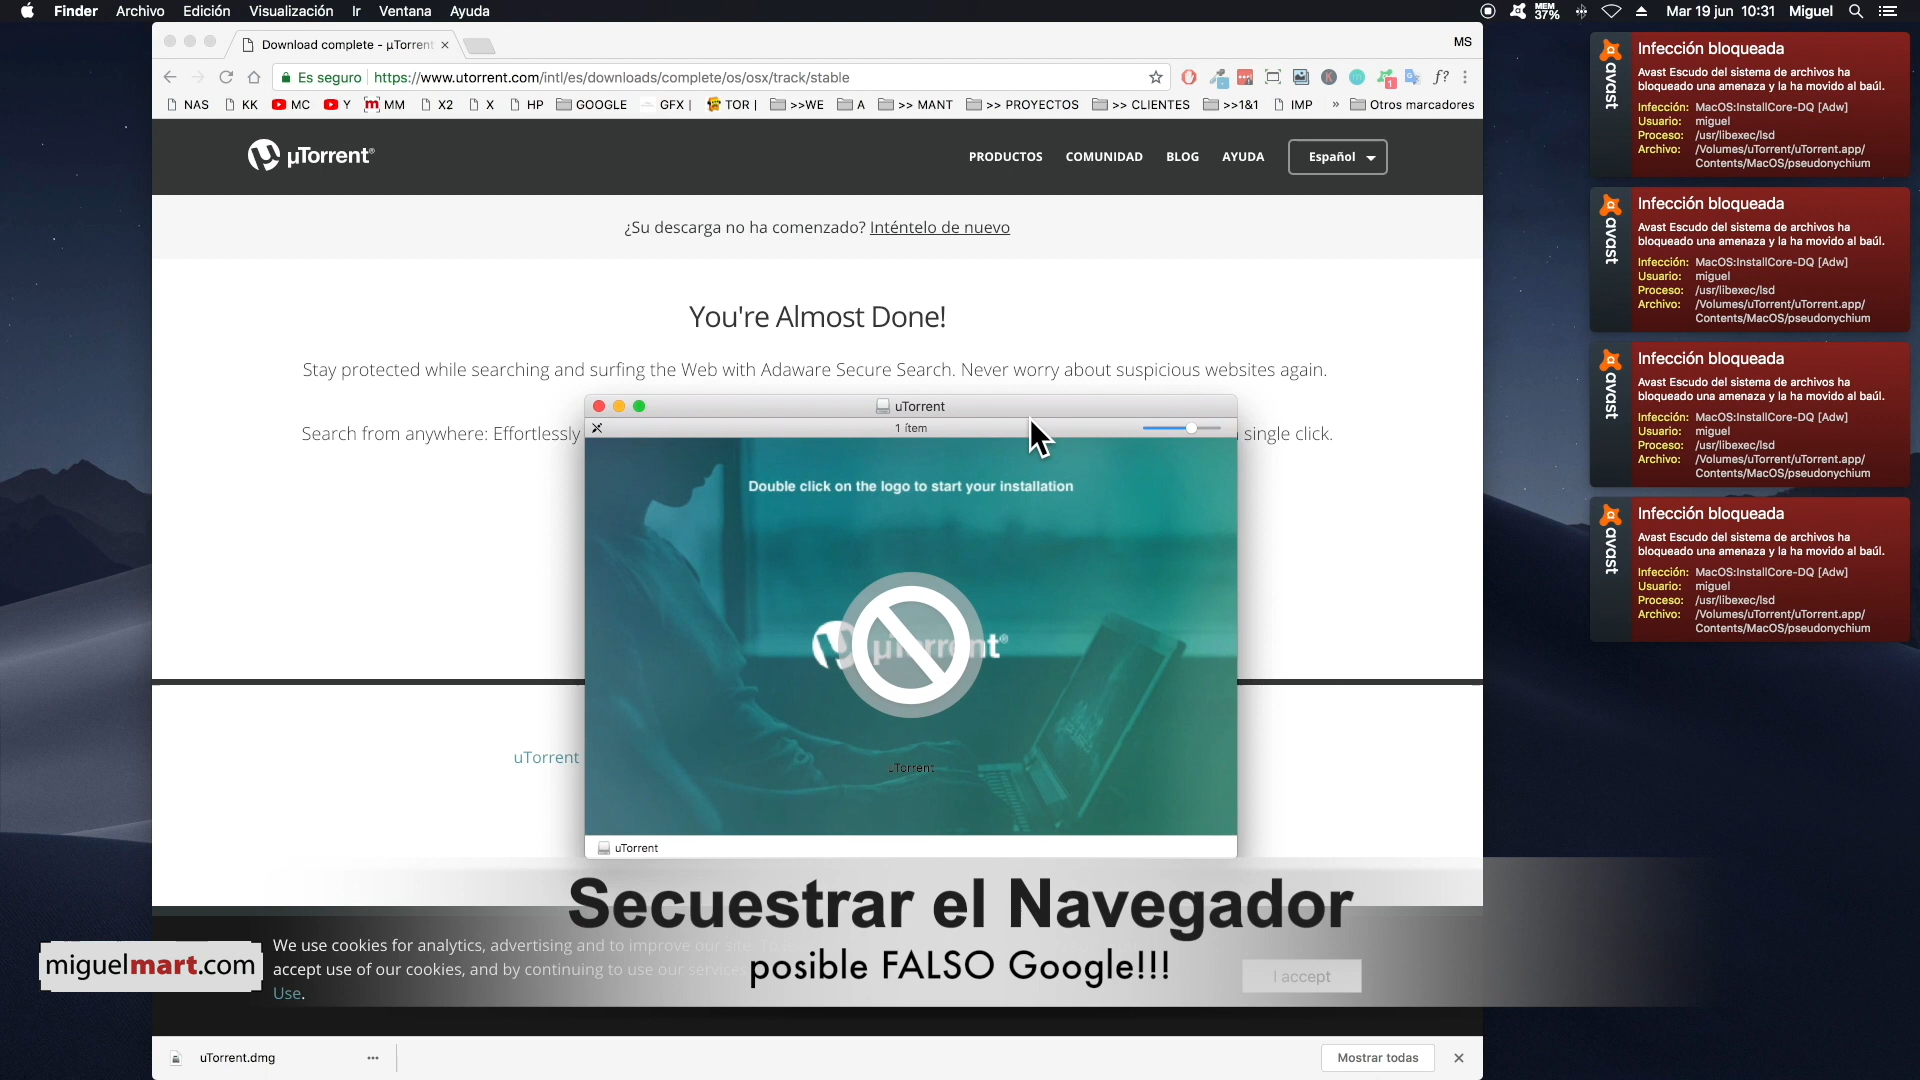 Finder Archivo Edición Visualización Ir Ventana Ayuda
MEM 37% Mar 19 jun 10:31 Miguel
Download complete - µTorrent
MS
Es seguro https://www.utorrent.com/intl/es/downloads/complete/os/osx/track/stable
NAS KK MC Y MM X2 X HP GOOGLE GFX | TOR | >>WE A >> MANT >> PROYECTOS >> CLIENTES >>1&1 IMP » Otros marcadores
µTorrent®
PRODUCTOS COMUNIDAD BLOG AYUDA Español
¿Su descarga no ha comenzado? Inténtelo de nuevo
You're Almost Done!
Stay protected while searching and surfing the Web with Adaware Secure Search. Never worry about suspicious websites again.
Search from anywhere: Effortlessly
single click.
uTorrent
1 ítem
Double click on the logo to start your installation
µTorrent®
uTorrent
uTorrent
uTorrent
Secuestrar el Navegador
posible FALSO Google!!!
miguelmart.com
We use cookies for analytics, advertising and to improve our site.
accept use of our cookies, and by continuing to use our services
Use.
I accept
uTorrent.dmg
Mostrar todas
avast
Infección bloqueada
Avast Escudo del sistema de archivos ha
bloqueado una amenaza y la ha movido al baúl.
Infección: MacOS:InstallCore-DQ [Adw]
Usuario: miguel
Proceso: /usr/libexec/lsd
Archivo: /Volumes/uTorrent/uTorrent.app/
Contents/MacOS/pseudonychium
avast
Infección bloqueada
Avast Escudo del sistema de archivos ha
bloqueado una amenaza y la ha movido al baúl.
Infección: MacOS:InstallCore-DQ [Adw]
Usuario: miguel
Proceso: /usr/libexec/lsd
Archivo: /Volumes/uTorrent/uTorrent.app/
Contents/MacOS/pseudonychium
avast
Infección bloqueada
Avast Escudo del sistema de archivos ha
bloqueado una amenaza y la ha movido al baúl.
Infección: MacOS:InstallCore-DQ [Adw]
Usuario: miguel
Proceso: /usr/libexec/lsd
Archivo: /Volumes/uTorrent/uTorrent.app/
Contents/MacOS/pseudonychium
avast
Infección bloqueada
Avast Escudo del sistema de archivos ha
bloqueado una amenaza y la ha movido al baúl.
Infección: MacOS:InstallCore-DQ [Adw]
Usuario: miguel
Proceso: /usr/libexec/lsd
Archivo: /Volumes/uTorrent/uTorrent.app/
Contents/MacOS/pseudonychium